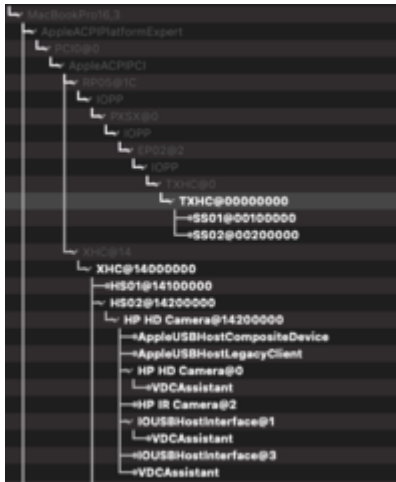 MacBookPro16,3
AppleACPIPlatformExpert
PCI0@0
AppleACPIPCI
RP05@1C
IOPP
PXSX@0
IOPP
EP02@2
IOPP
TXHC@0
TXHC@00000000
SS01@00100000
SS02@00200000
XHC@14
XHC@14000000
HS01@14100000
HS02@14200000
HP HD Camera@14200000
AppleUSBHostCompositeDevice
AppleUSBHostLegacyClient
HP HD Camera@0
VDCAssistant
HP IR Camera@2
IOUSBHostInterface@1
VDCAssistant
IOUSBHostInterface@3
VDCAssistant